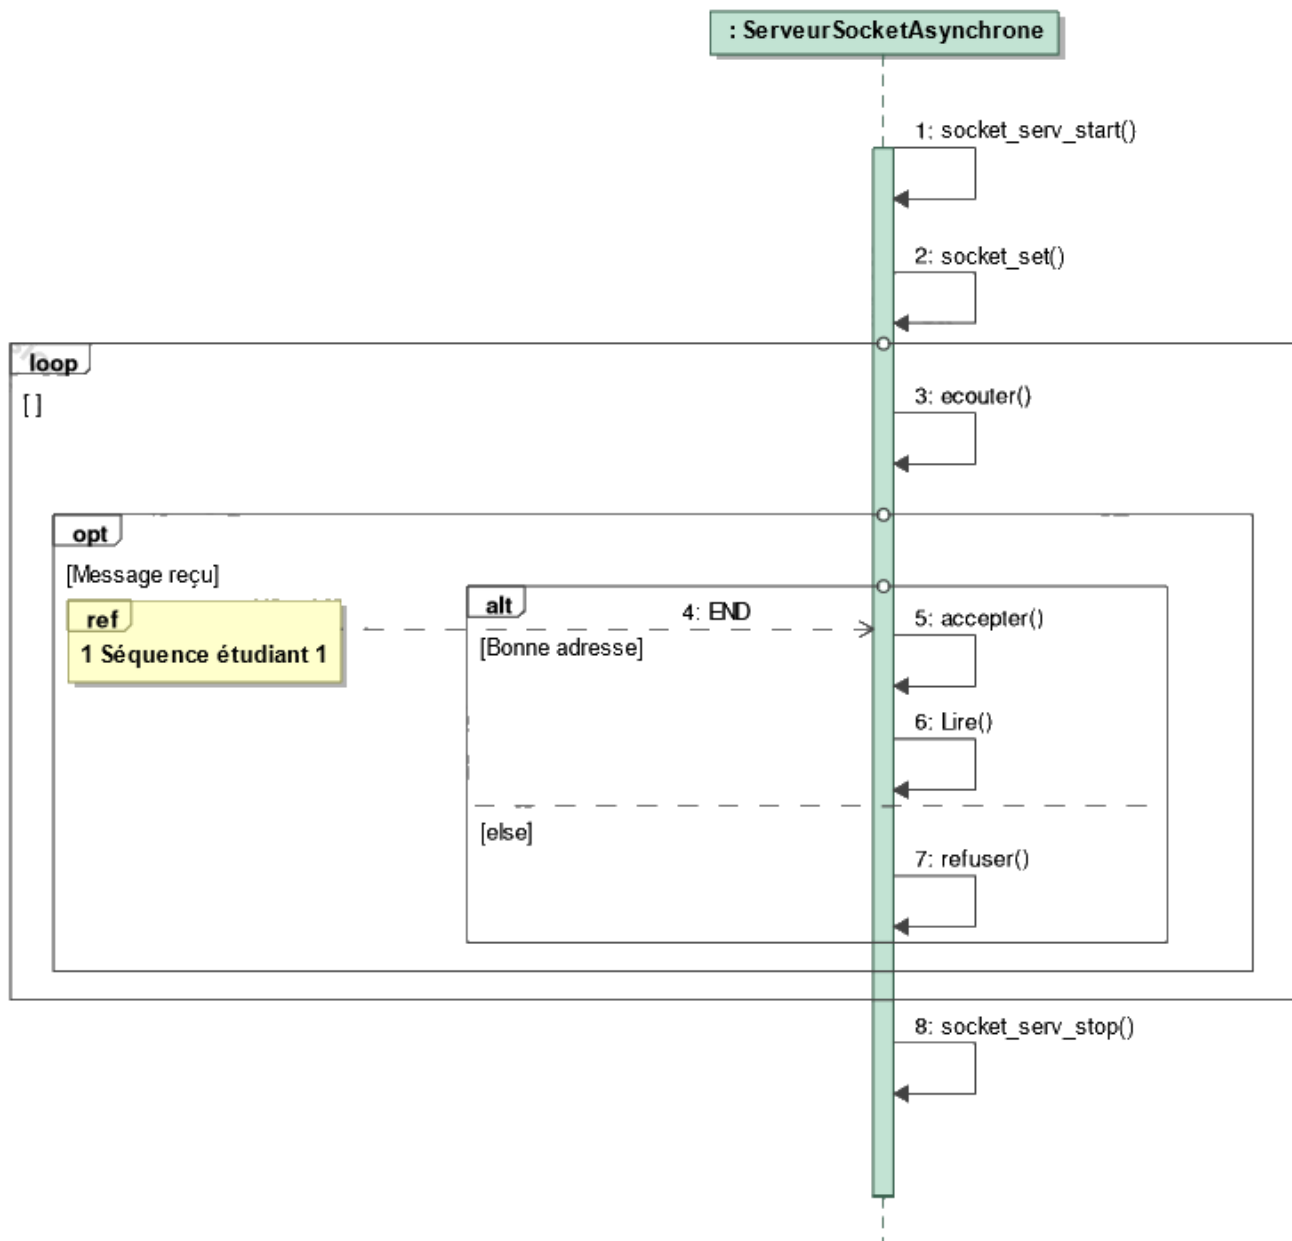 : ServeurSocketAsynchrone
1: socket_serv_start()
2: socket_set()
loop
[ ]
3: ecouter()
opt
[Message reçu]
ref
1 Séquence étudiant 1
alt
4: END
[Bonne adresse]
5: accepter()
6: Lire()
[else]
7: refuser()
8: socket_serv_stop()